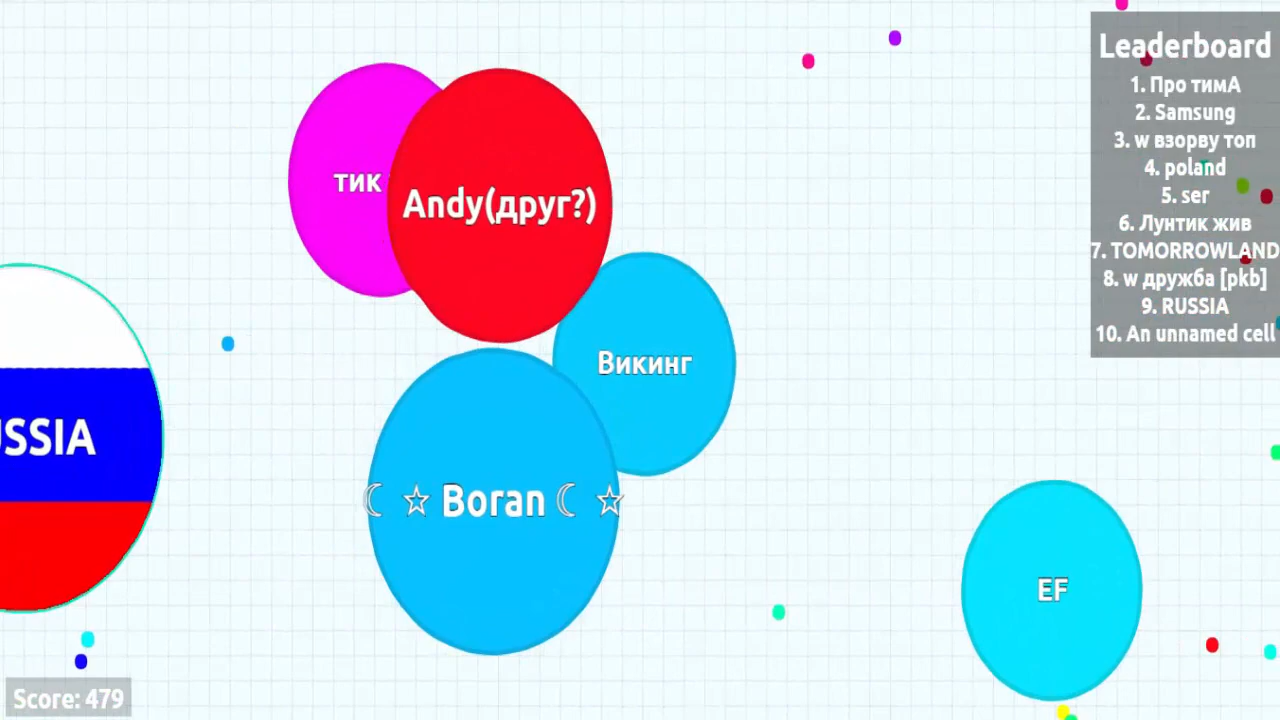 Leaderboard
1. Про тимА
2. Samsung
3. w взорву топ
4. poland
5. ser
6. Лунтик жив
7. TOMORROWLAND
8. w дружба [pkb]
9. RUSSIA
10. An unnamed cell
тик
Andy(друг?)
Викинг
USSIA
☾ ☆ Boran ☾ ☆
EF
Score: 479